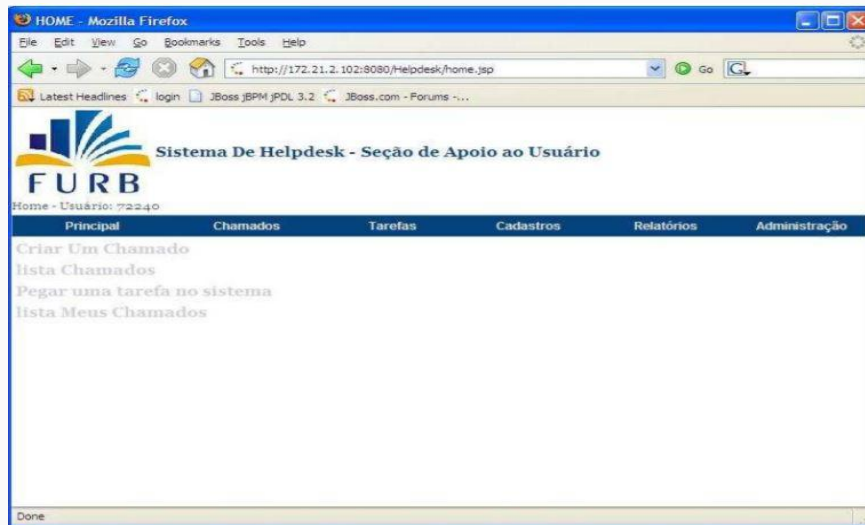 HOME - Mozilla Firefox
File Edit View Go Bookmarks Tools Help
http://172.21.2.102:8080/Helpdesk/home.jsp Go G
Latest Headlines login JBoss jBPM jPDL 3.2 JBoss.com - Forums -...
Sistema De Helpdesk - Seção de Apoio ao Usuário
FURB
Home - Usuário: 72240
Principal Chamados Tarefas Cadastros Relatórios Administração
Criar Um Chamado
lista Chamados
Pegar uma tarefa no sistema
lista Meus Chamados
Done